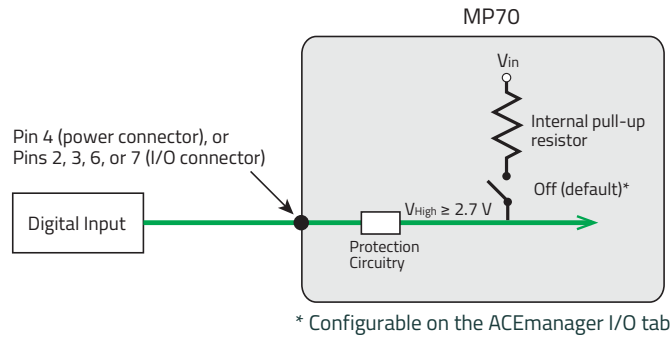 MP70
Vin
Internal pull-up
resistor
Pin 4 (power connector), or
Pins 2, 3, 6, or 7 (I/O connector)
Off (default)*
Digital Input
VHigh ≥ 2.7 V
Protection
Circuitry
* Configurable on the ACEmanager I/O tab